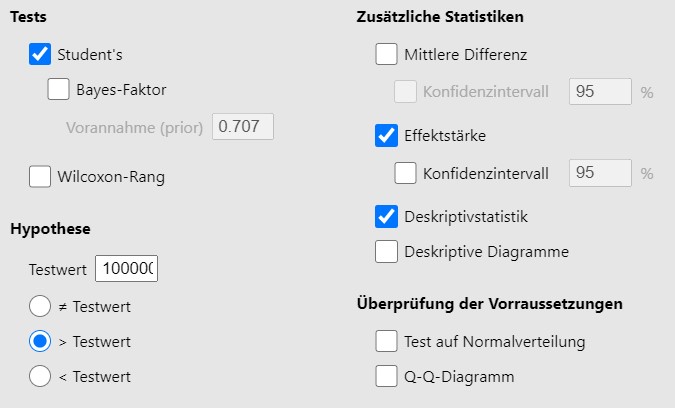 Tests
Student's
Bayes-Faktor
Vorannahme (prior) 0.707
Wilcoxon-Rang
Hypothese
Testwert 100000
≠ Testwert
> Testwert
< Testwert
Zusätzliche Statistiken
Mittlere Differenz
Konfidenzintervall 95 %
Effektstärke
Konfidenzintervall 95 %
Deskriptivstatistik
Deskriptive Diagramme
Überprüfung der Vorraussetzungen
Test auf Normalverteilung
Q-Q-Diagramm